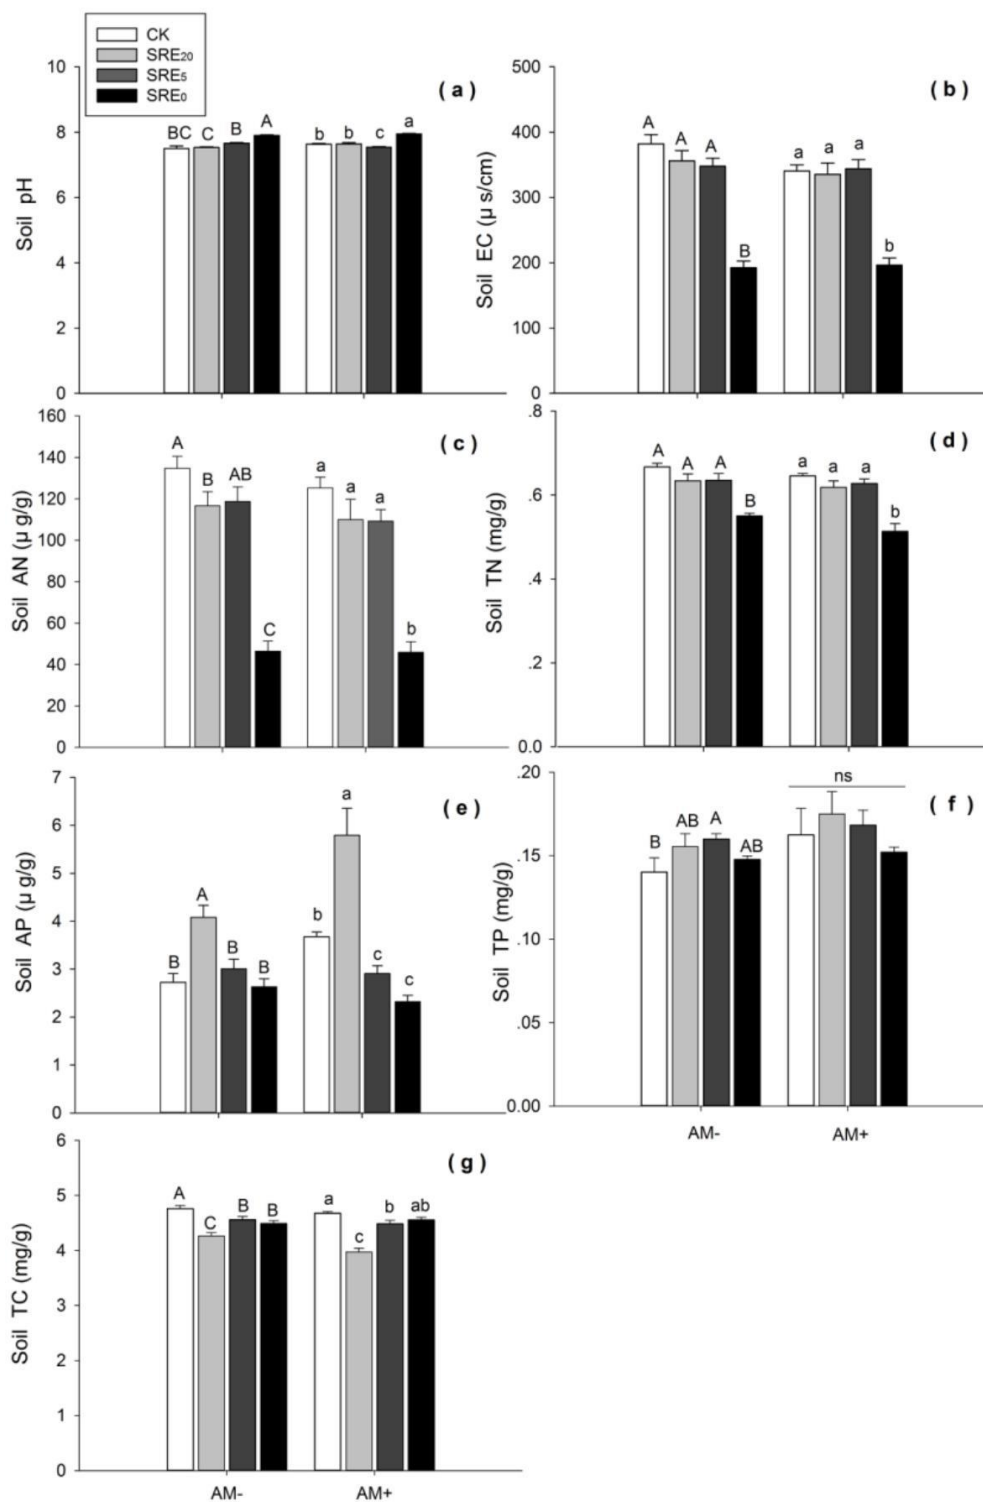 CK
SRE20
SRE5
SRE0
Soil pH
10
8
6
4
2
0
( a )
BC C B A
b b c a
Soil EC (μ s/cm)
500
400
300
200
100
0
( b )
A A A B
a a a b
Soil AN (μ g/g)
160
140
120
100
80
60
40
20
0
( c )
A B AB C
a a a b
Soil TN (mg/g)
.8
.6
.4
.2
0.0
( d )
A A A B
a a a b
Soil AP (μ g/g)
7
6
5
4
3
2
1
0
( e )
B A B B
b a c c
Soil TP (mg/g)
.20
.15
.10
.05
0.00
( f )
B AB A AB
ns
AM- AM+
Soil TC (mg/g)
6
5
4
3
2
1
0
( g )
A C B B
a c b ab
AM- AM+